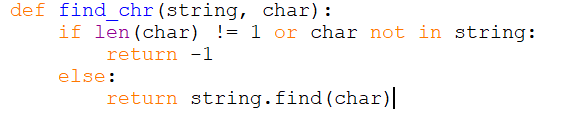 def find_chr(string, char):
    if len(char) != 1 or char not in string:
        return -1
    else:
        return string.find(char)